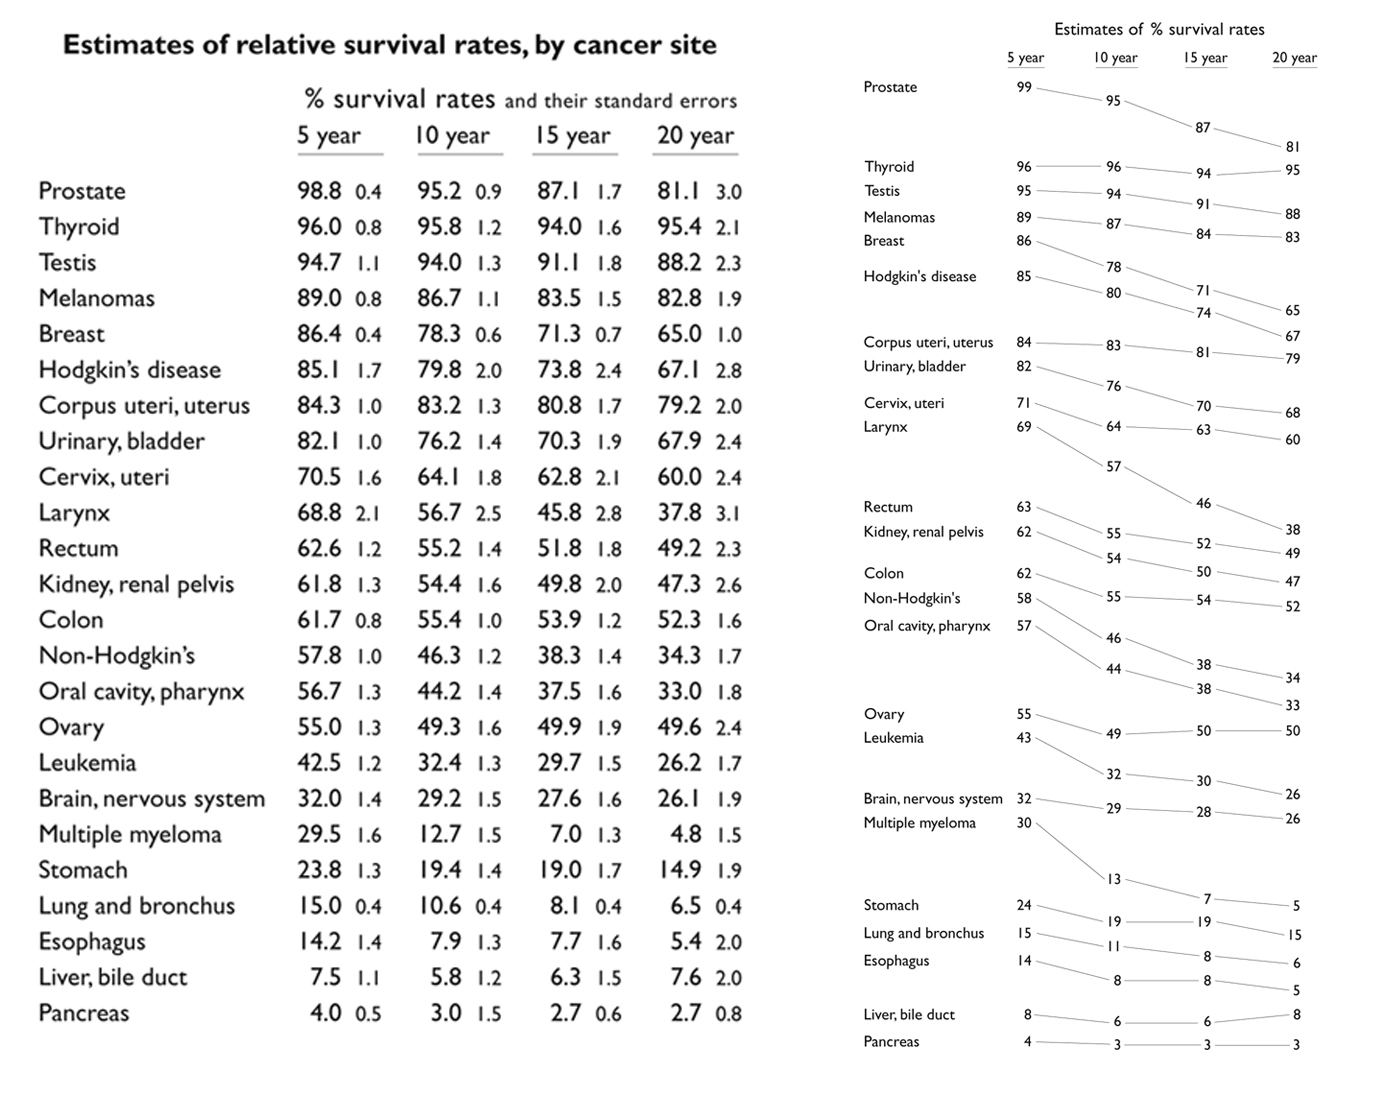 Estimates of relative survival rates, by cancer site
% survival rates and their standard errors
5 year 10 year 15 year 20 year
Prostate 98.8 0.4 95.2 0.9 87.1 1.7 81.1 3.0
Thyroid 96.0 0.8 95.8 1.2 94.0 1.6 95.4 2.1
Testis 94.7 1.1 94.0 1.3 91.1 1.8 88.2 2.3
Melanomas 89.0 0.8 86.7 1.1 83.5 1.5 82.8 1.9
Breast 86.4 0.4 78.3 0.6 71.3 0.7 65.0 1.0
Hodgkin's disease 85.1 1.7 79.8 2.0 73.8 2.4 67.1 2.8
Corpus uteri, uterus 84.3 1.0 83.2 1.3 80.8 1.7 79.2 2.0
Urinary, bladder 82.1 1.0 76.2 1.4 70.3 1.9 67.9 2.4
Cervix, uteri 70.5 1.6 64.1 1.8 62.8 2.1 60.0 2.4
Larynx 68.8 2.1 56.7 2.5 45.8 2.8 37.8 3.1
Rectum 62.6 1.2 55.2 1.4 51.8 1.8 49.2 2.3
Kidney, renal pelvis 61.8 1.3 54.4 1.6 49.8 2.0 47.3 2.6
Colon 61.7 0.8 55.4 1.0 53.9 1.2 52.3 1.6
Non-Hodgkin's 57.8 1.0 46.3 1.2 38.3 1.4 34.3 1.7
Oral cavity, pharynx 56.7 1.3 44.2 1.4 37.5 1.6 33.0 1.8
Ovary 55.0 1.3 49.3 1.6 49.9 1.9 49.6 2.4
Leukemia 42.5 1.2 32.4 1.3 29.7 1.5 26.2 1.7
Brain, nervous system 32.0 1.4 29.2 1.5 27.6 1.6 26.1 1.9
Multiple myeloma 29.5 1.6 12.7 1.5 7.0 1.3 4.8 1.5
Stomach 23.8 1.3 19.4 1.4 19.0 1.7 14.9 1.9
Lung and bronchus 15.0 0.4 10.6 0.4 8.1 0.4 6.5 0.4
Esophagus 14.2 1.4 7.9 1.3 7.7 1.6 5.4 2.0
Liver, bile duct 7.5 1.1 5.8 1.2 6.3 1.5 7.6 2.0
Pancreas 4.0 0.5 3.0 1.5 2.7 0.6 2.7 0.8
Estimates of % survival rates
5 year 10 year 15 year 20 year
Prostate 99 95 87 81
Thyroid 96 96 94 95
Testis 95 94 91 88
Melanomas 89 87 84 83
Breast 86 78 71 65
Hodgkin's disease 85 80 74 67
Corpus uteri, uterus 84 83 81 79
Urinary, bladder 82 76 70 68
Cervix, uteri 71 64 63 60
Larynx 69 57 46 38
Rectum 63 55 52 49
Kidney, renal pelvis 62 54 50 47
Colon 62 55 54 52
Non-Hodgkin's 58 46 38 34
Oral cavity, pharynx 57 44 38 33
Ovary 55 49 50 50
Leukemia 43 32 30 26
Brain, nervous system 32 29 28 26
Multiple myeloma 30 13 7 5
Stomach 24 19 19 15
Lung and bronchus 15 11 8 6
Esophagus 14 8 8 5
Liver, bile duct 8 6 6 8
Pancreas 4 3 3 3